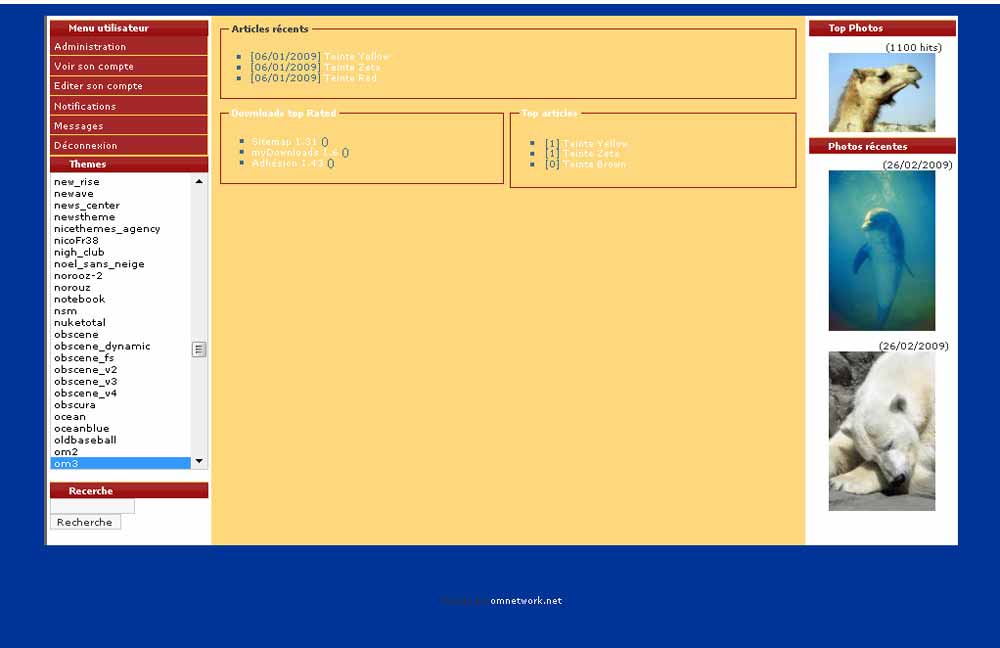 Menu utilisateur
Administration
Voir son compte
Editer son compte
Notifications
Messages
Déconnexion
Themes
new_rise
newave
news_center
newstheme
nicethemes_agency
nicoFr38
nigh_club
noel_sans_neige
norooz-2
norouz
notebook
nsm
nuketotal
obscene
obscene_dynamic
obscene_fs
obscene_v2
obscene_v3
obscene_v4
obscura
ocean
oceanblue
oldbaseball
om2
om3
Recerche
Recherche
Articles récents
[06/01/2009] Teinte Yellow
[06/01/2009] Teinte Zeta
[06/01/2009] Teinte Red
Downloads top Rated
Sitemap 1.31 ()
myDownloads 1.6 ()
Adhésion 1.43 ()
Top articles
[1] Teinte Yellow
[1] Teinte Zeta
[0] Teinte Brown
Top Photos
(1100 hits)
Photos récentes
(26/02/2009)
(26/02/2009)
omnetwork.net